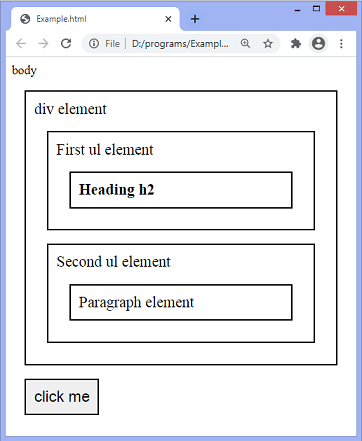 Example.html
File
D:/programs/Exampl...
body
div element
First ul element
Heading h2
Second ul element
Paragraph element
click me